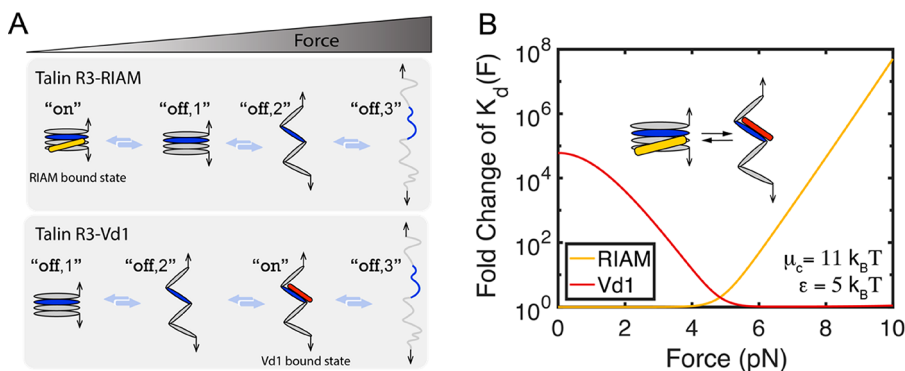 A
Force
Talin R3-RIAM
“on” “off,1” “off,2” “off,3”
RIAM bound state
Talin R3-Vd1
“off,1” “off,2” “on” “off,3”
Vd1 bound state
B
Fold Change of K_d(F)
10^8
10^6
10^4
10^2
10^0
RIAM
Vd1
μ_c = 11 k_BT
ε = 5 k_BT
0 2 4 6 8 10
Force (pN)